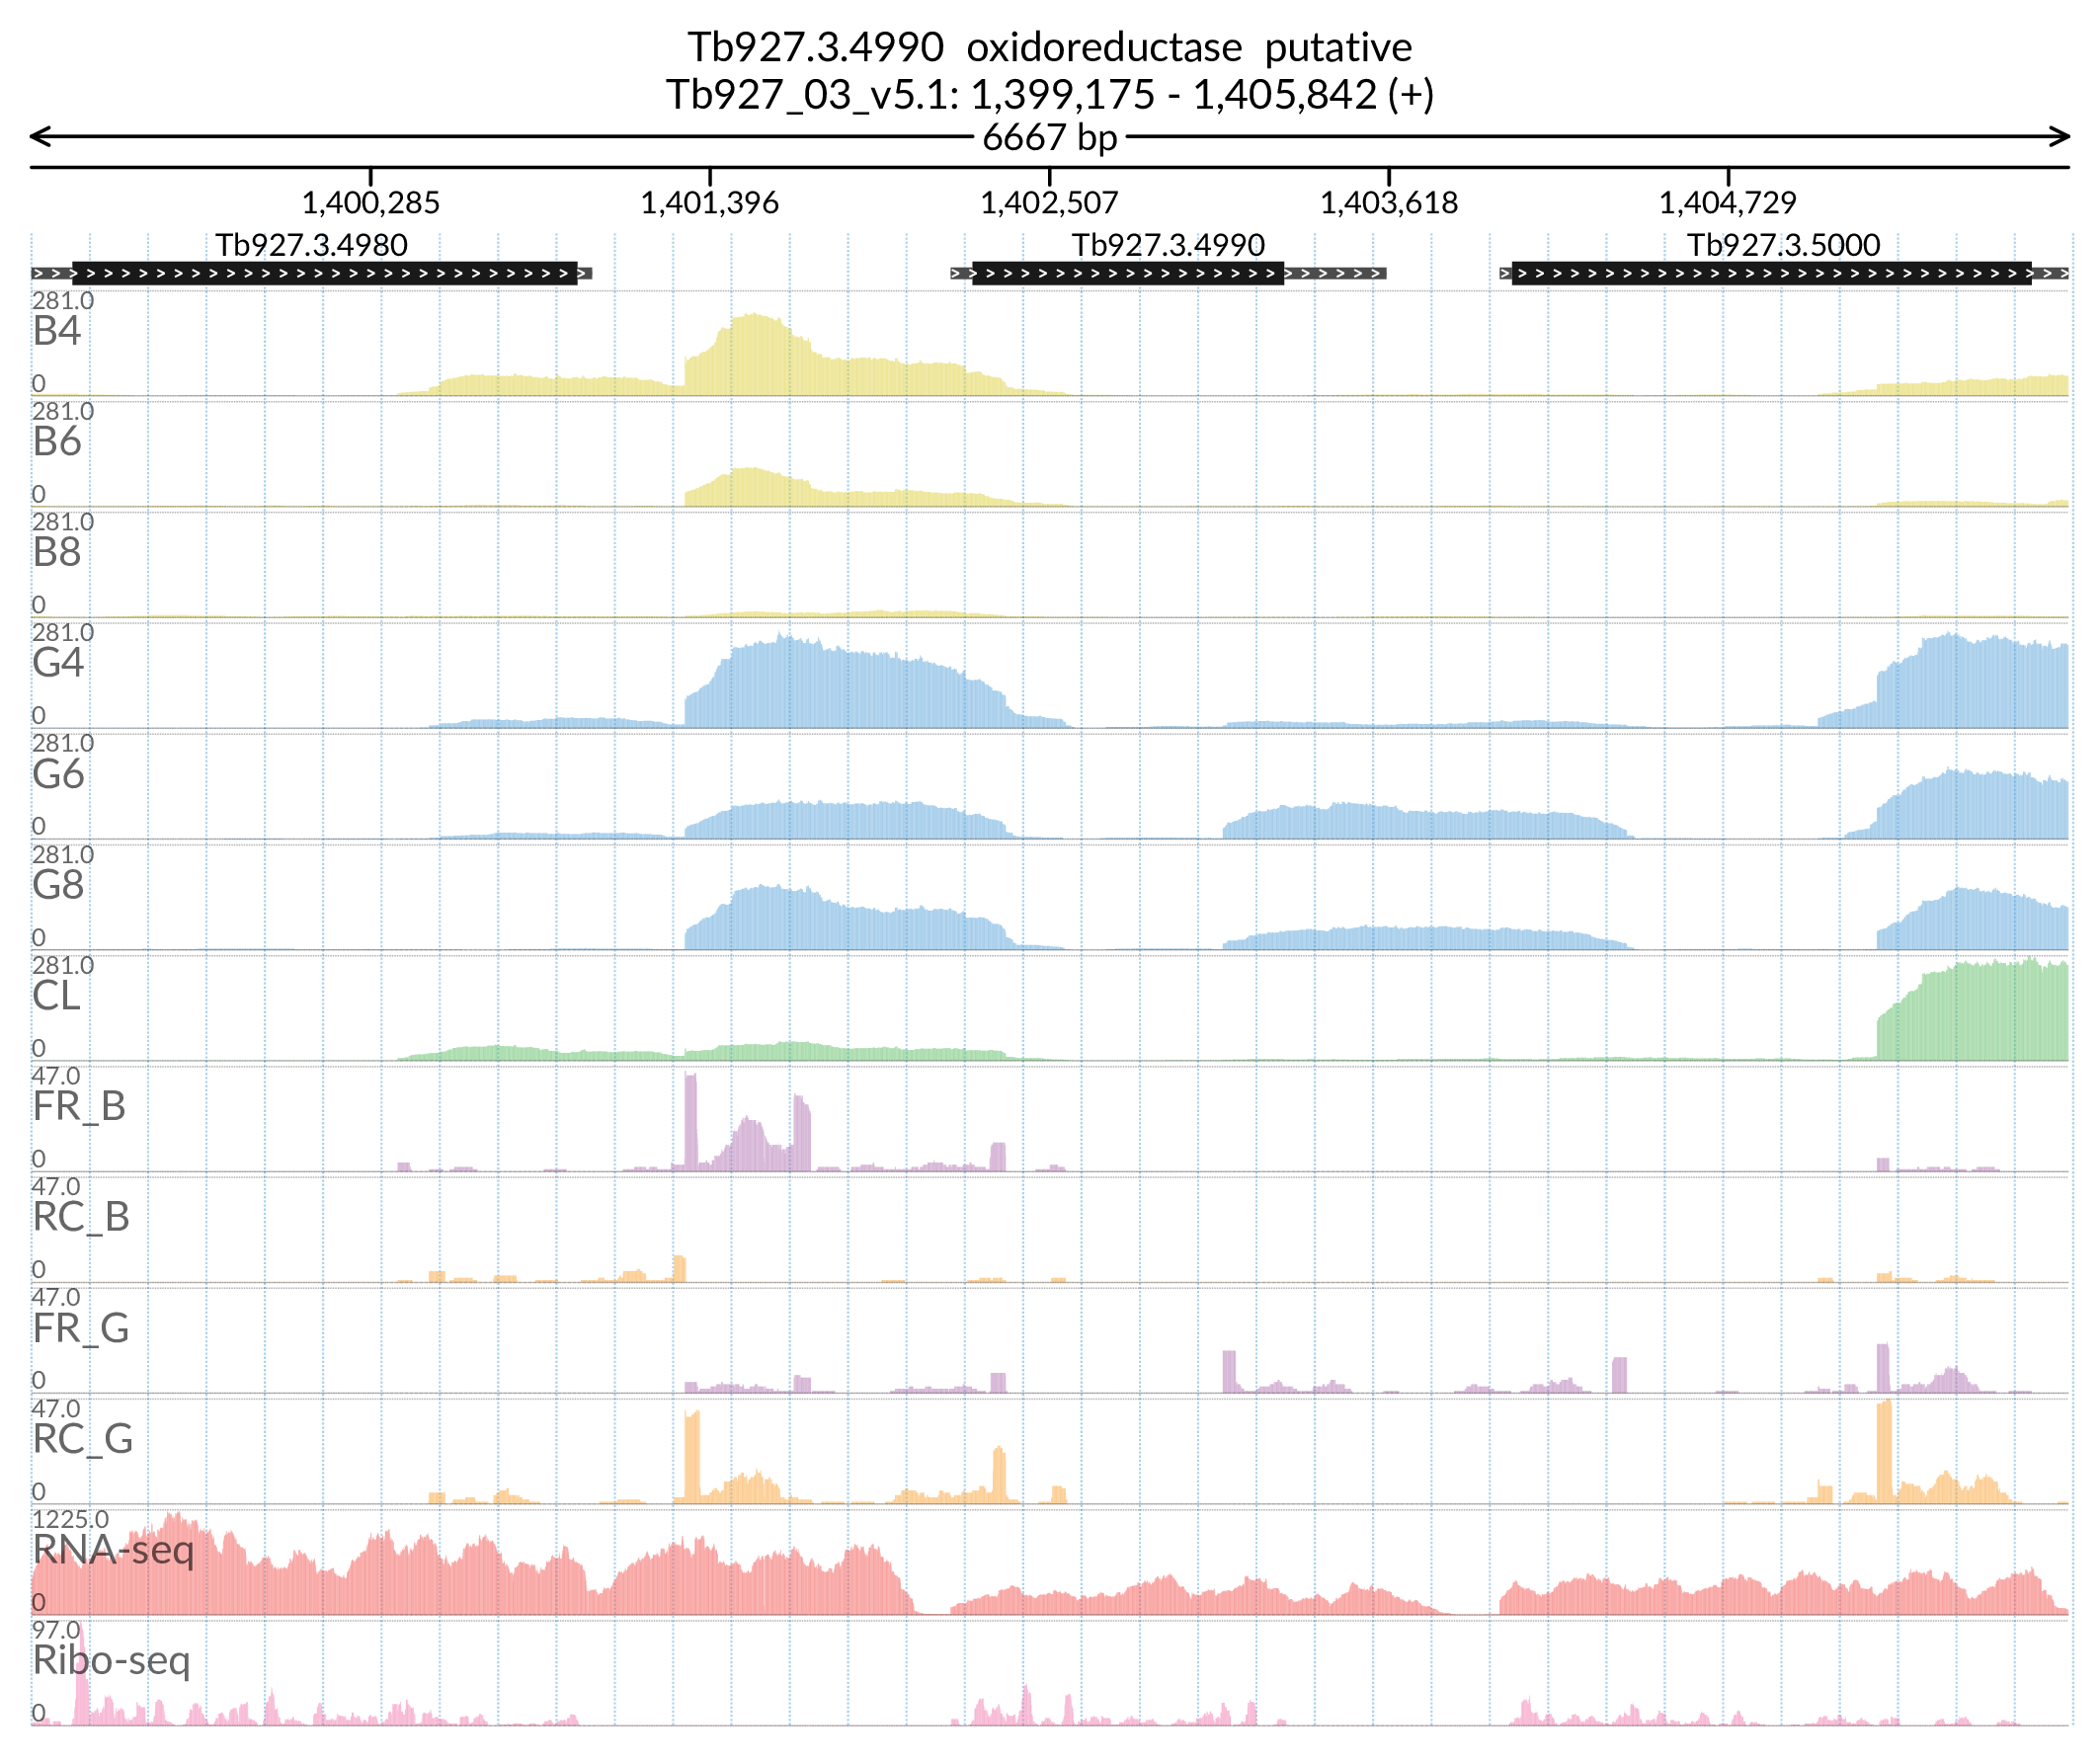 Tb927.3.4990 oxidoreductase putative
Tb927_03_v5.1: 1,399,175 - 1,405,842 (+)
6667 bp
1,400,285 1,401,396 1,402,507 1,403,618 1,404,729
Tb927.3.4980 Tb927.3.4990 Tb927.3.5000
281.0
B4
0
281.0
B6
0
281.0
B8
0
281.0
G4
0
281.0
G6
0
281.0
G8
0
281.0
CL
0
47.0
FR_B
0
47.0
RC_B
0
47.0
FR_G
0
47.0
RC_G
0
1225.0
RNA-seq
0
97.0
Ribo-seq
0